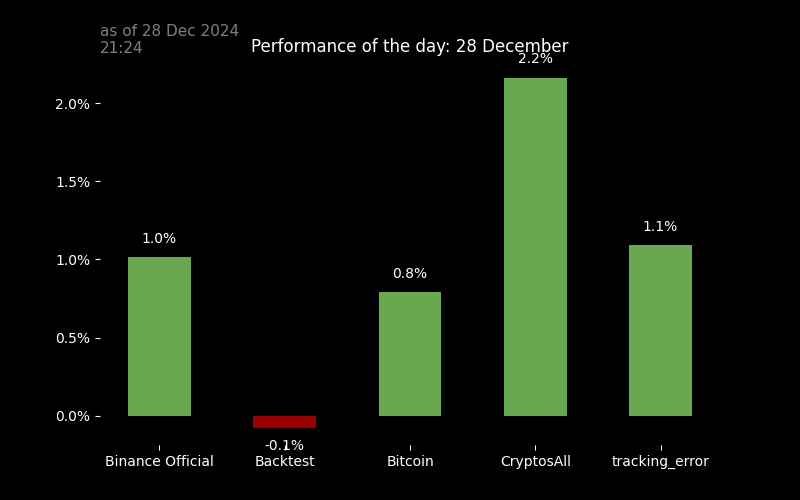 as of 28 Dec 2024
21:24
Performance of the day: 28 December
2.2%
2.0%
1.5%
1.1%
1.0%
1.0%
0.8%
0.5%
0.0%
-0.1%
Binance Official
Backtest
Bitcoin
CryptosAll
tracking_error